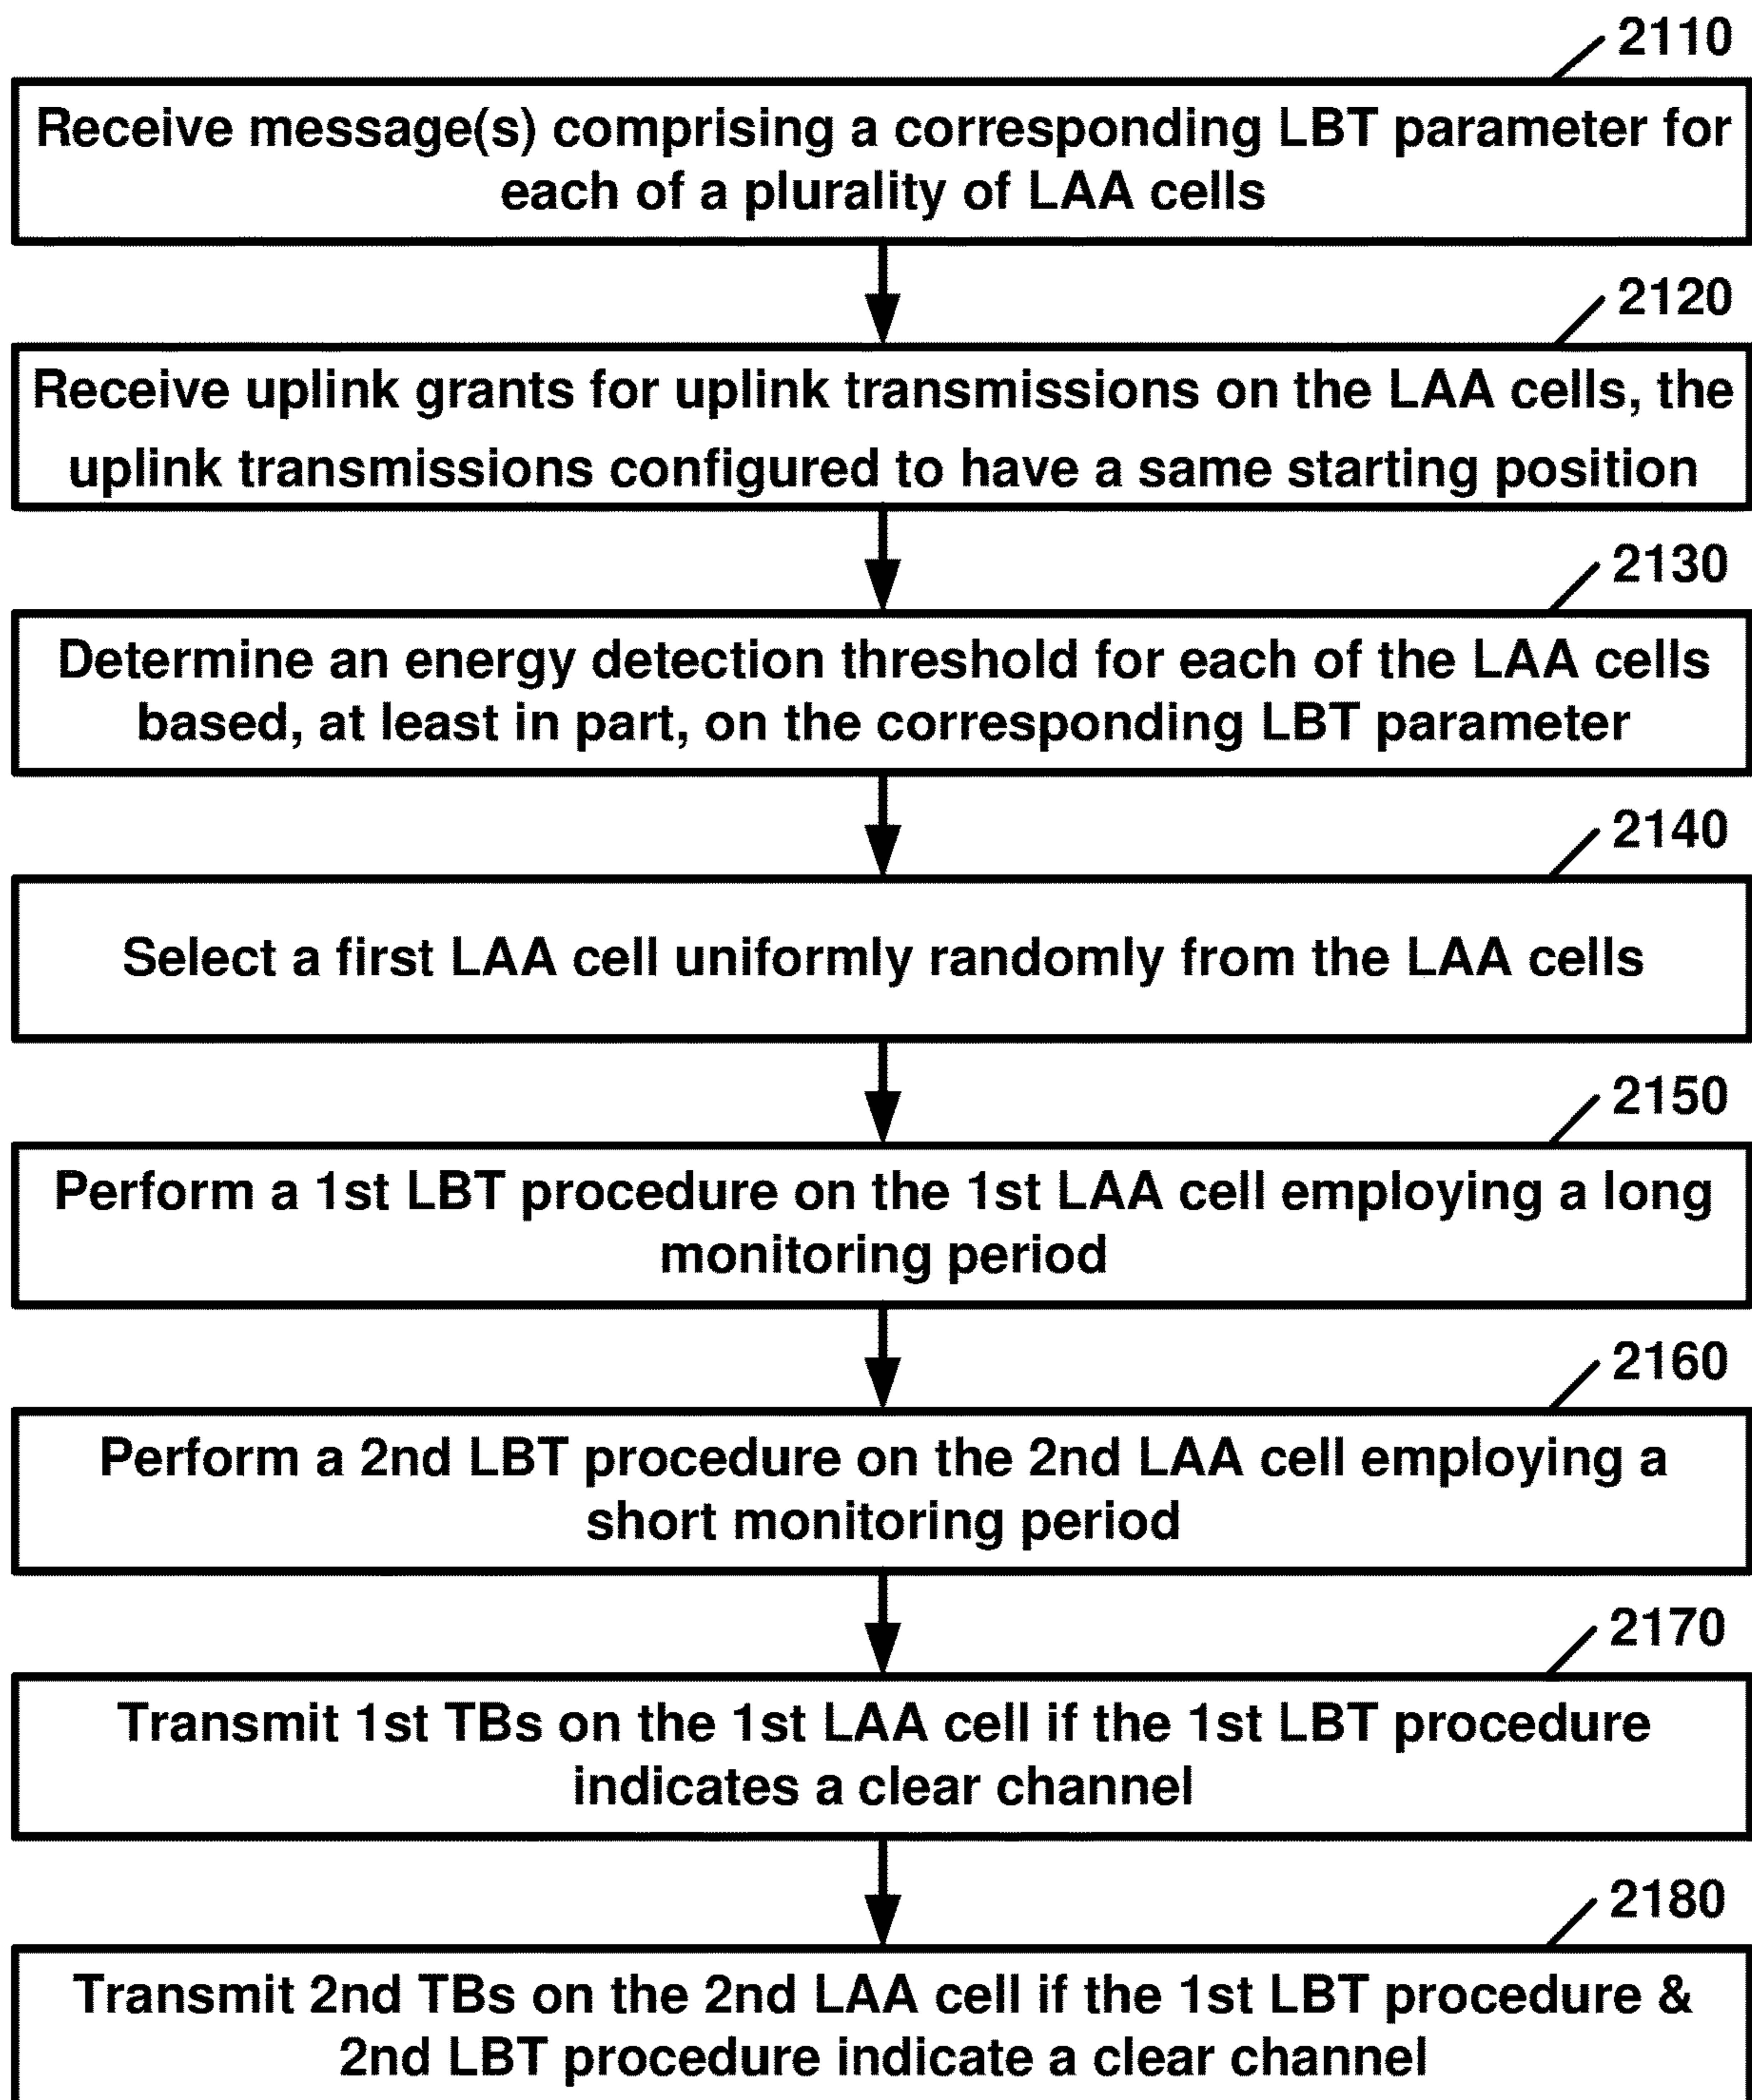 2110
Receive message(s) comprising a corresponding LBT parameter for
each of a plurality of LAA cells
2120
Receive uplink grants for uplink transmissions on the LAA cells, the
uplink transmissions configured to have a same starting position
2130
Determine an energy detection threshold for each of the LAA cells
based, at least in part, on the corresponding LBT parameter
2140
Select a first LAA cell uniformly randomly from the LAA cells
2150
Perform a 1st LBT procedure on the 1st LAA cell employing a long
monitoring period
2160
Perform a 2nd LBT procedure on the 2nd LAA cell employing a
short monitoring period
2170
Transmit 1st TBs on the 1st LAA cell if the 1st LBT procedure
indicates a clear channel
2180
Transmit 2nd TBs on the 2nd LAA cell if the 1st LBT procedure &
2nd LBT procedure indicate a clear channel